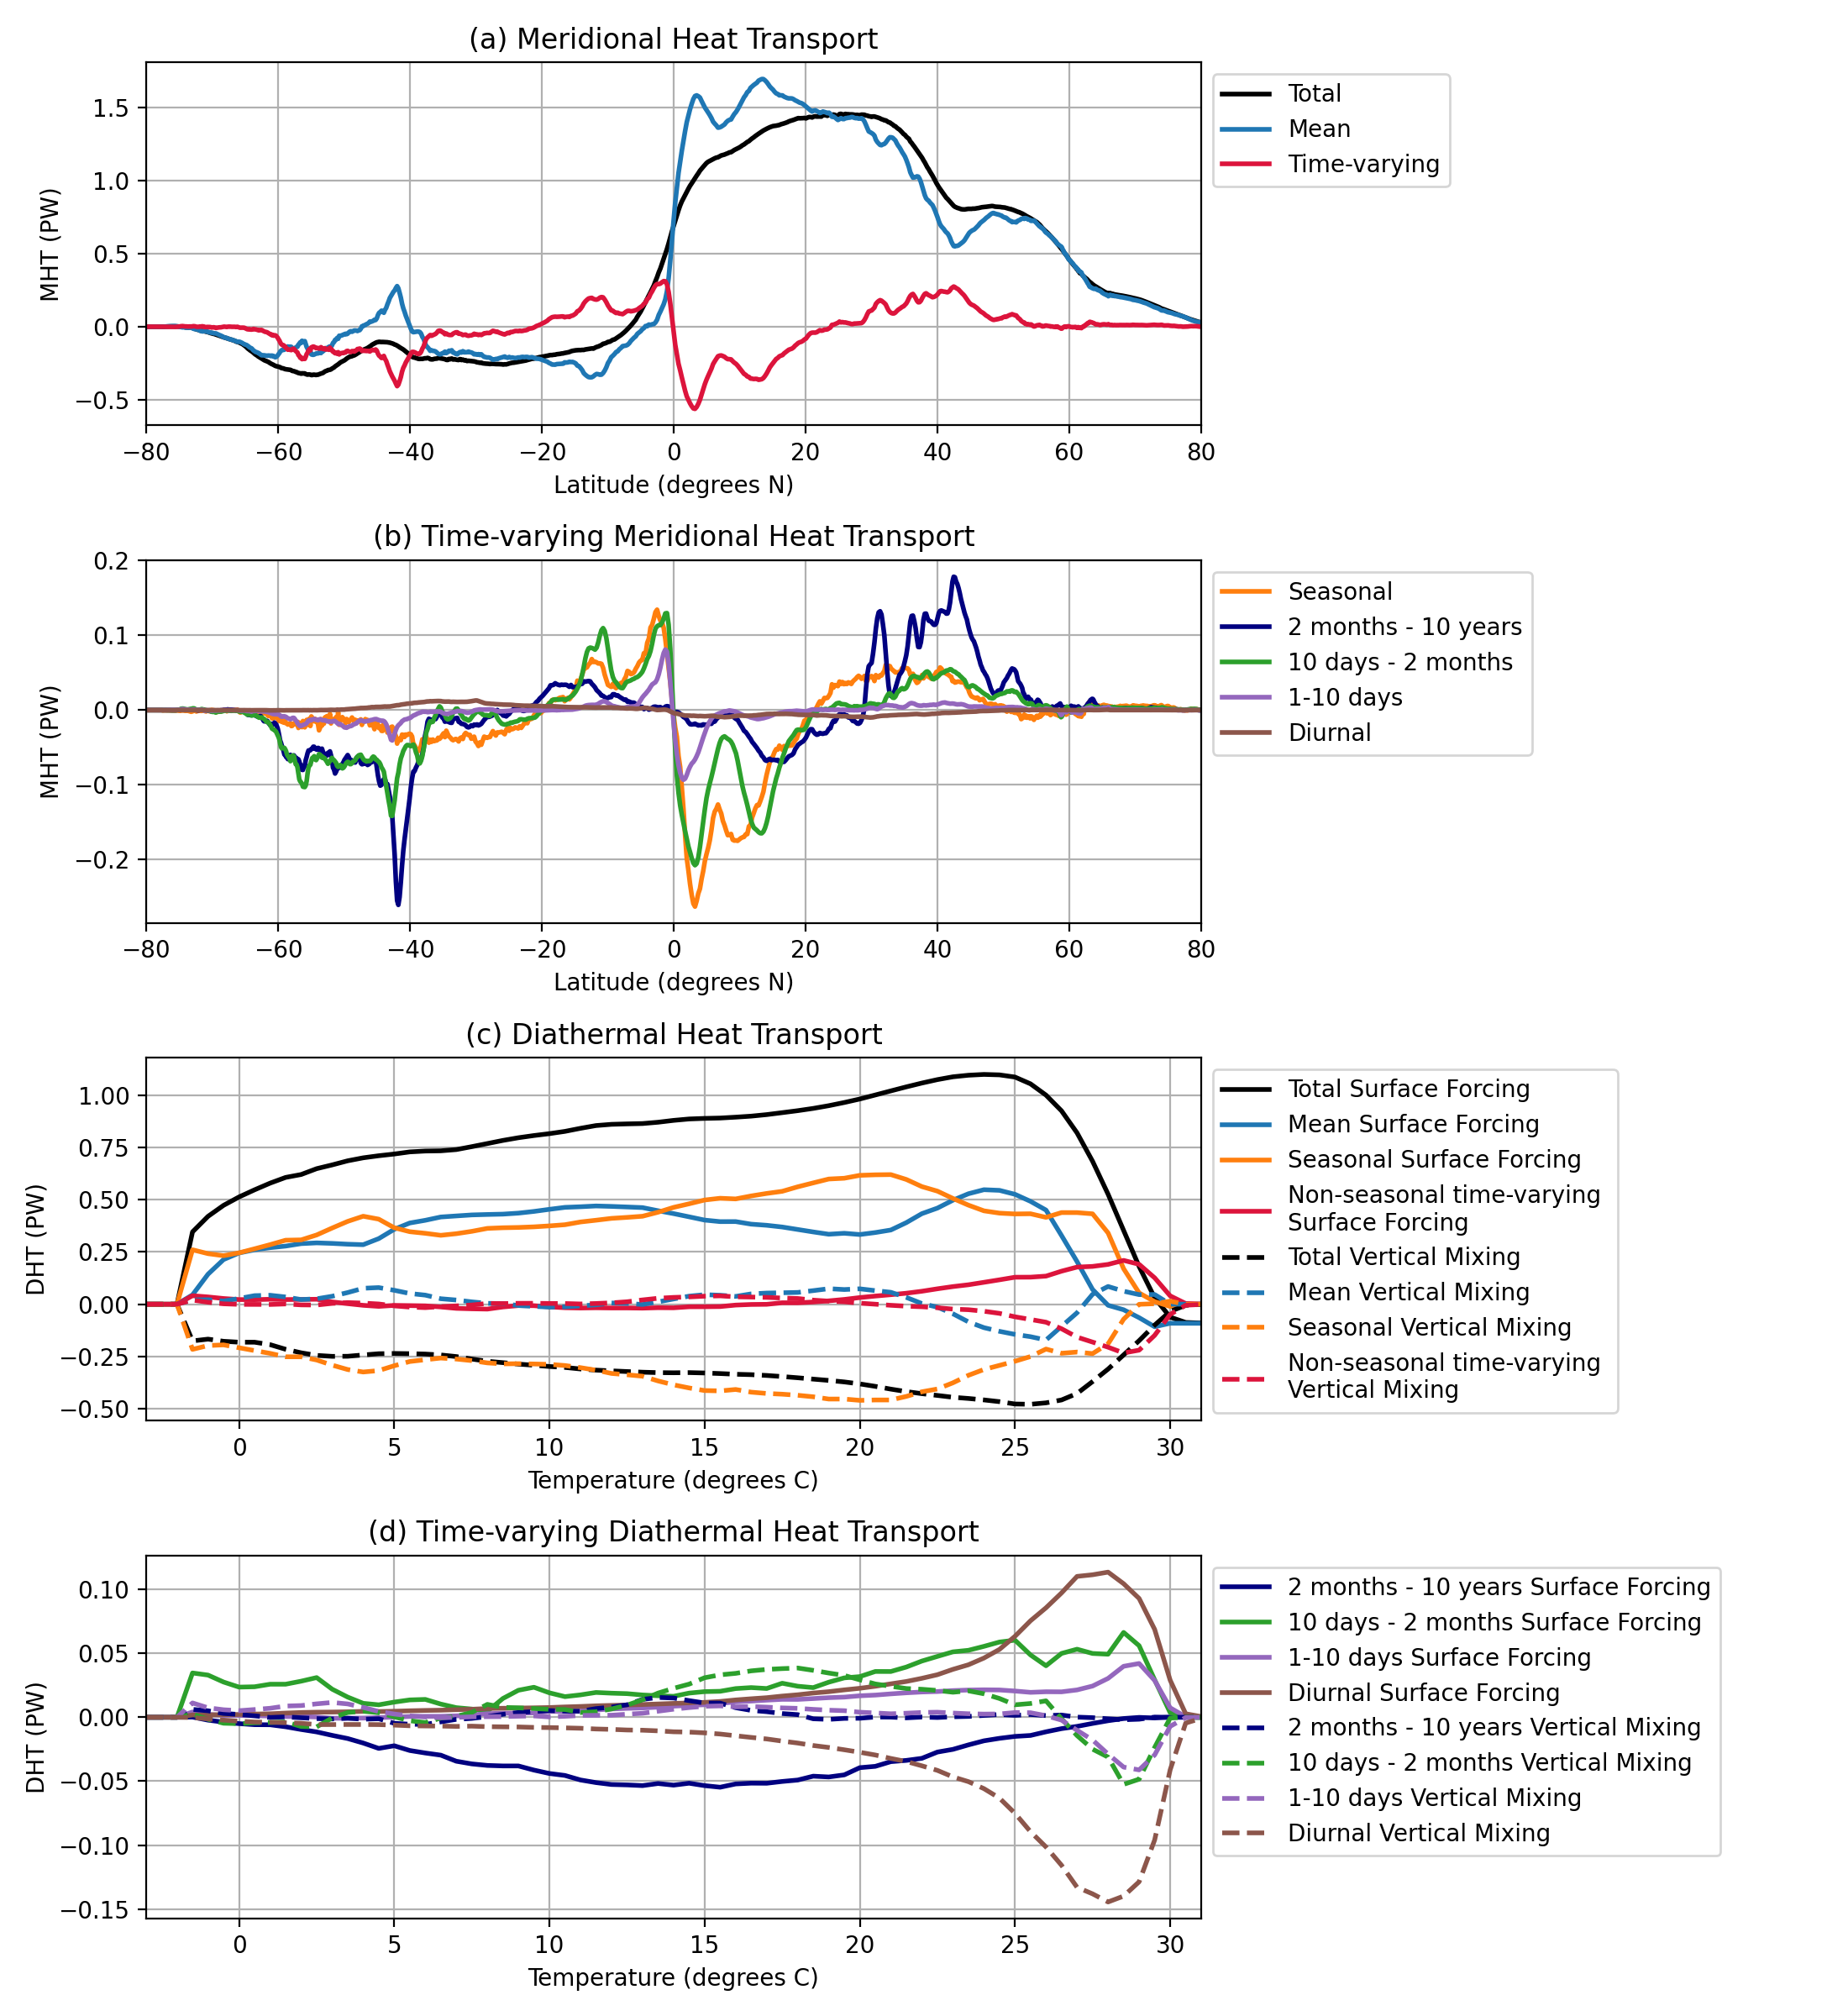 (a) Meridional Heat Transport
1.5
1.0
0.5
0.0
−0.5
MHT (PW)
−80 −60 −40 −20 0 20 40 60 80
Latitude (degrees N)
Total
Mean
Time-varying
(b) Time-varying Meridional Heat Transport
0.2
0.1
0.0
−0.1
−0.2
MHT (PW)
−80 −60 −40 −20 0 20 40 60 80
Latitude (degrees N)
Seasonal
2 months - 10 years
10 days - 2 months
1-10 days
Diurnal
(c) Diathermal Heat Transport
1.00
0.75
0.50
0.25
0.00
−0.25
−0.50
DHT (PW)
0 5 10 15 20 25 30
Temperature (degrees C)
Total Surface Forcing
Mean Surface Forcing
Seasonal Surface Forcing
Non-seasonal time-varying
Surface Forcing
Total Vertical Mixing
Mean Vertical Mixing
Seasonal Vertical Mixing
Non-seasonal time-varying
Vertical Mixing
(d) Time-varying Diathermal Heat Transport
0.10
0.05
0.00
−0.05
−0.10
−0.15
DHT (PW)
0 5 10 15 20 25 30
Temperature (degrees C)
2 months - 10 years Surface Forcing
10 days - 2 months Surface Forcing
1-10 days Surface Forcing
Diurnal Surface Forcing
2 months - 10 years Vertical Mixing
10 days - 2 months Vertical Mixing
1-10 days Vertical Mixing
Diurnal Vertical Mixing